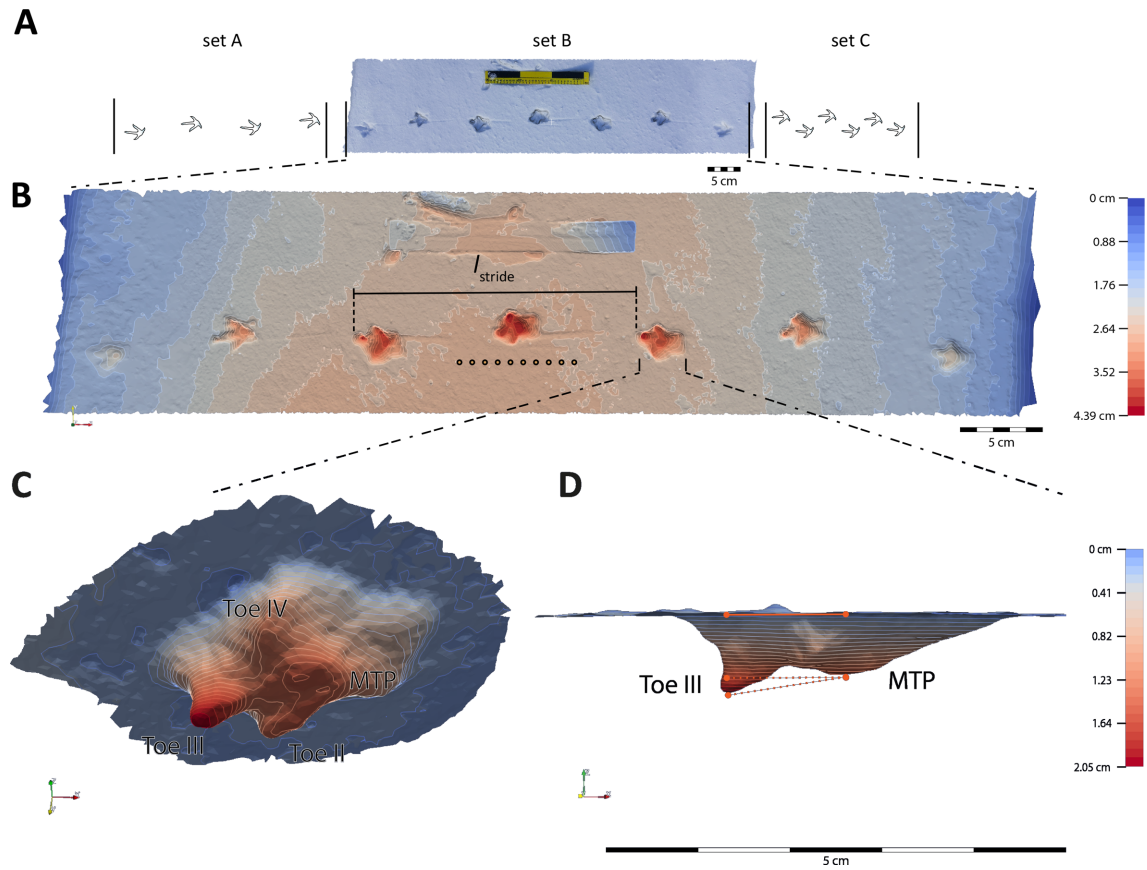 A
set A
set B
set C
5 cm
B
stride
0 cm
0.88
1.76
2.64
3.52
4.39 cm
5 cm
C
Toe IV
MTP
Toe III
Toe II
D
Toe III
MTP
0 cm
0.41
0.82
1.23
1.64
2.05 cm
5 cm